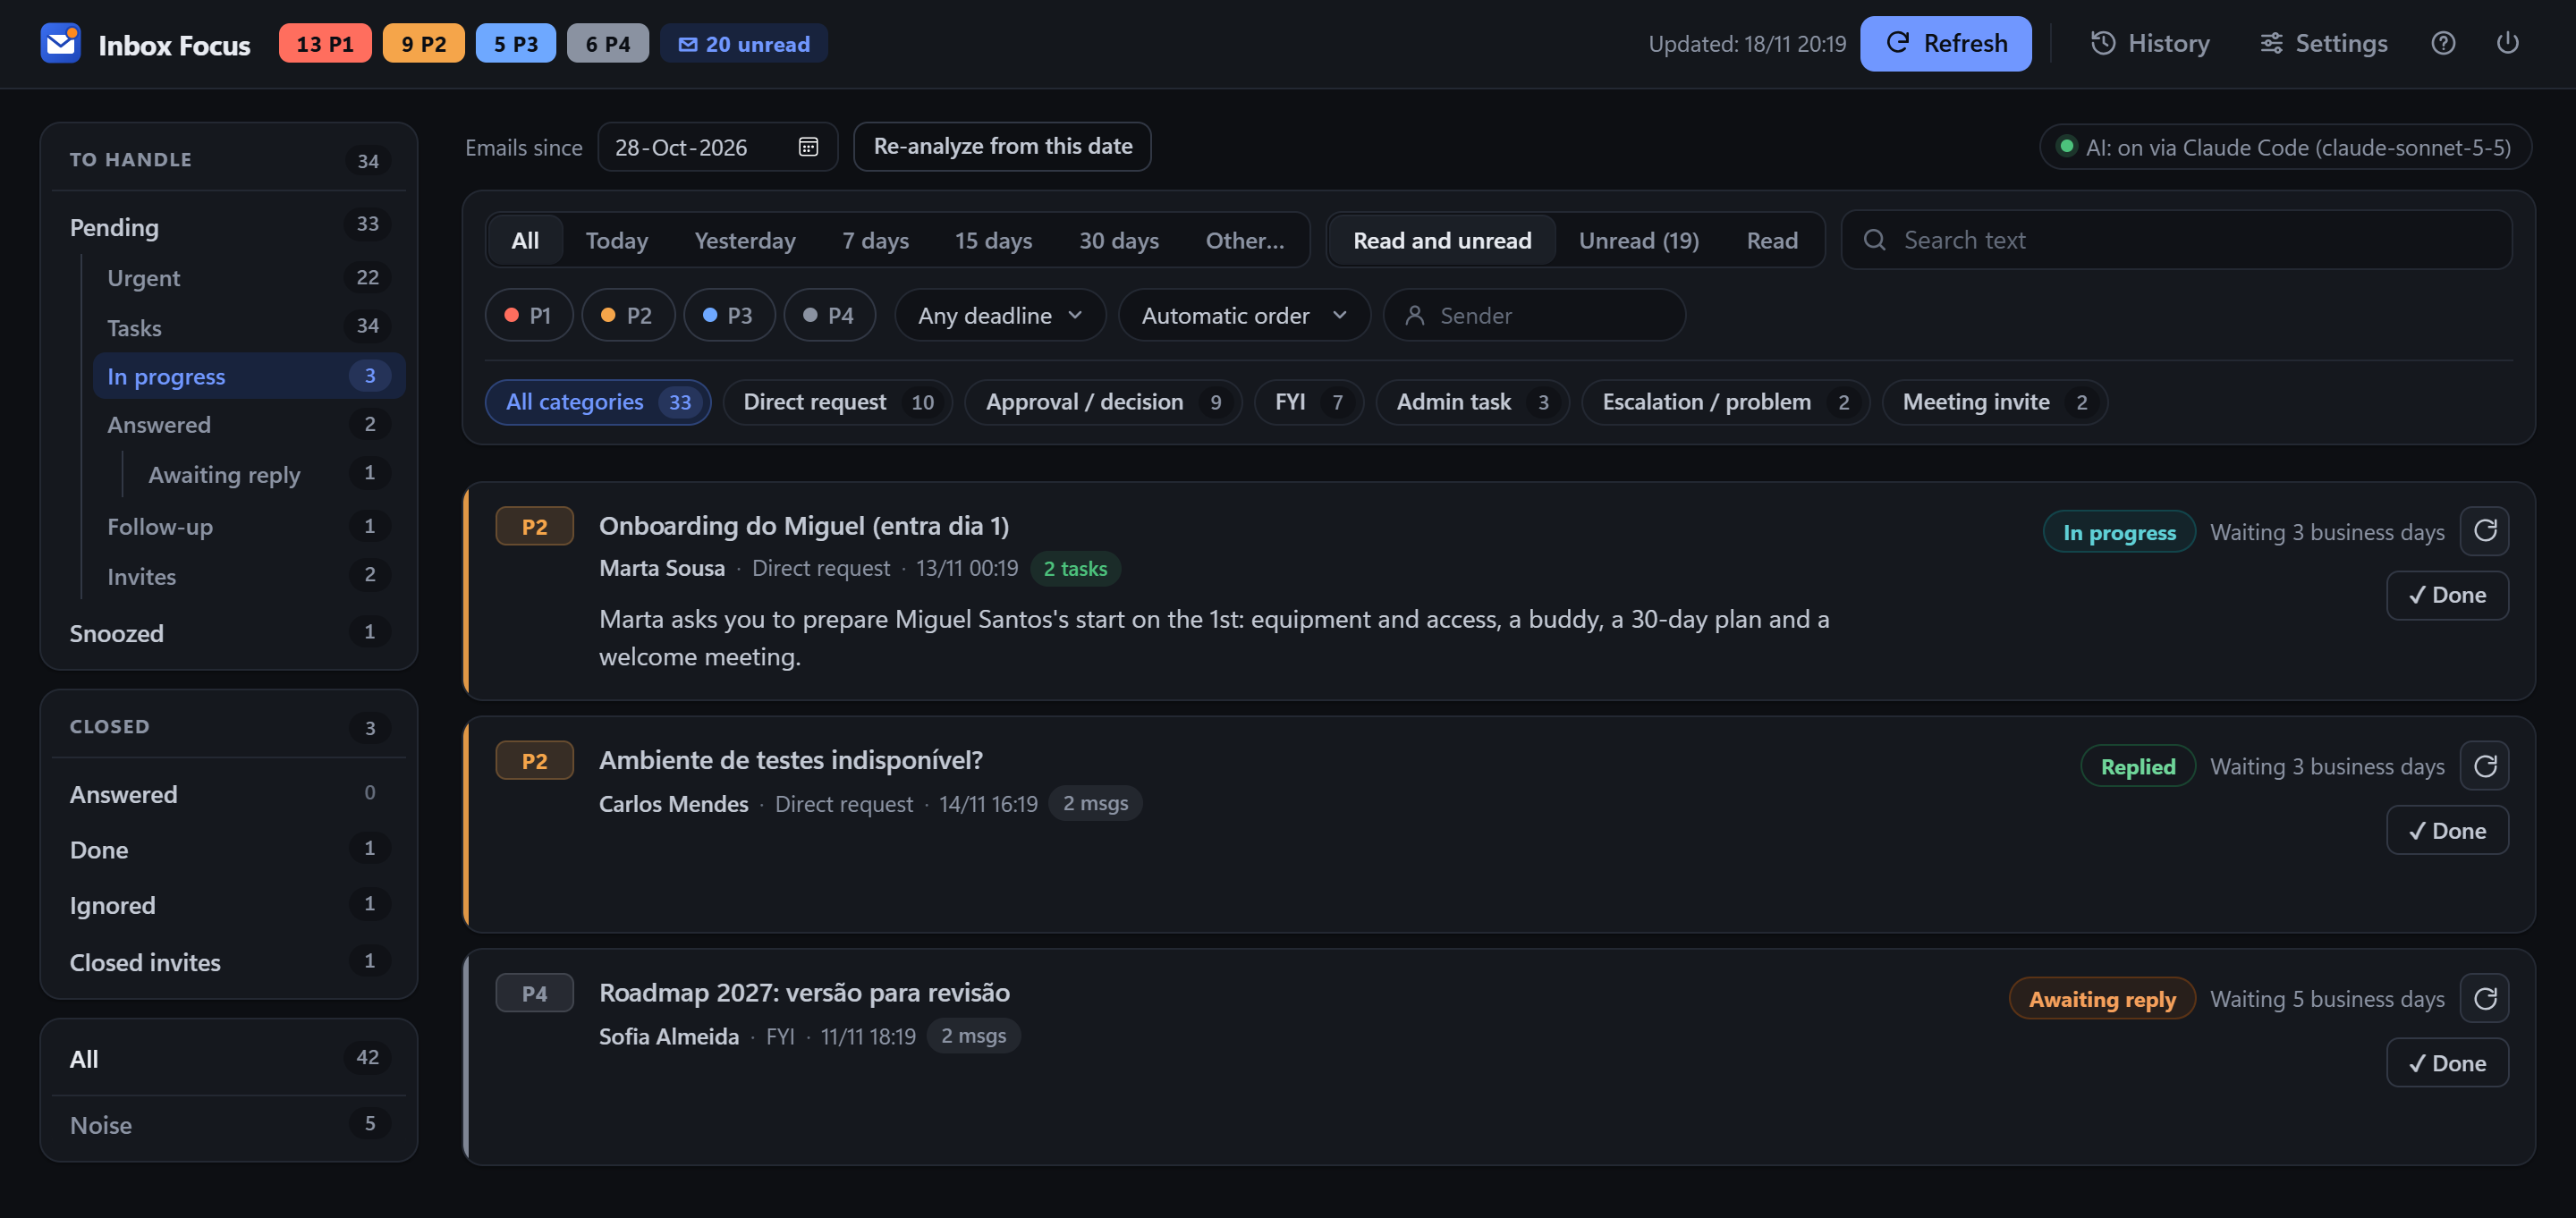 Inbox Focus 13 P1 9 P2 5 P3 6 P4 20 unread Updated: 18/11 20:19 Refresh History Settings
TO HANDLE 34
Pending 33
Urgent 22
Tasks 34
In progress 3
Answered 2
Awaiting reply 1
Follow-up 1
Invites 2
Snoozed 1
CLOSED 3
Answered 0
Done 1
Ignored 1
Closed invites 1
All 42
Noise 5
Emails since 28-Oct-2026 Re-analyze from this date AI: on via Claude Code (claude-sonnet-5-5)
All Today Yesterday 7 days 15 days 30 days Other... Read and unread Unread (19) Read Search text
P1 P2 P3 P4 Any deadline Automatic order Sender
All categories 33 Direct request 10 Approval / decision 9 FYI 7 Admin task 3 Escalation / problem 2 Meeting invite 2
P2 Onboarding do Miguel (entra dia 1) In progress Waiting 3 business days
Marta Sousa · Direct request · 13/11 00:19 2 tasks
✓ Done
Marta asks you to prepare Miguel Santos's start on the 1st: equipment and access, a buddy, a 30-day plan and a
welcome meeting.
P2 Ambiente de testes indisponível? Replied Waiting 3 business days
Carlos Mendes · Direct request · 14/11 16:19 2 msgs
✓ Done
P4 Roadmap 2027: versão para revisão Awaiting reply Waiting 5 business days
Sofia Almeida · FYI · 11/11 18:19 2 msgs
✓ Done